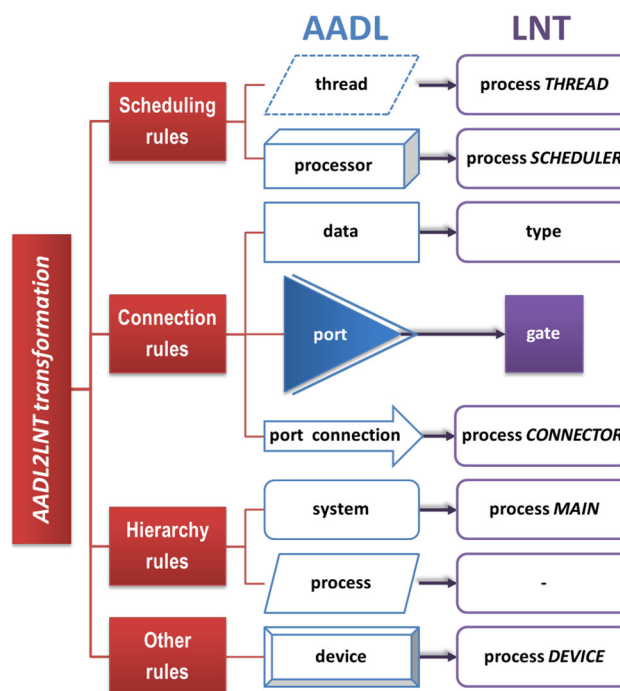 AADL LNT
Scheduling
rules
thread
process THREAD
processor
process SCHEDULER
AADL2LNT transformation
Connection
rules
data
type
port
gate
port connection
process CONNECTOR
Hierarchy
rules
system
process MAIN
process
-
Other
rules
device
process DEVICE